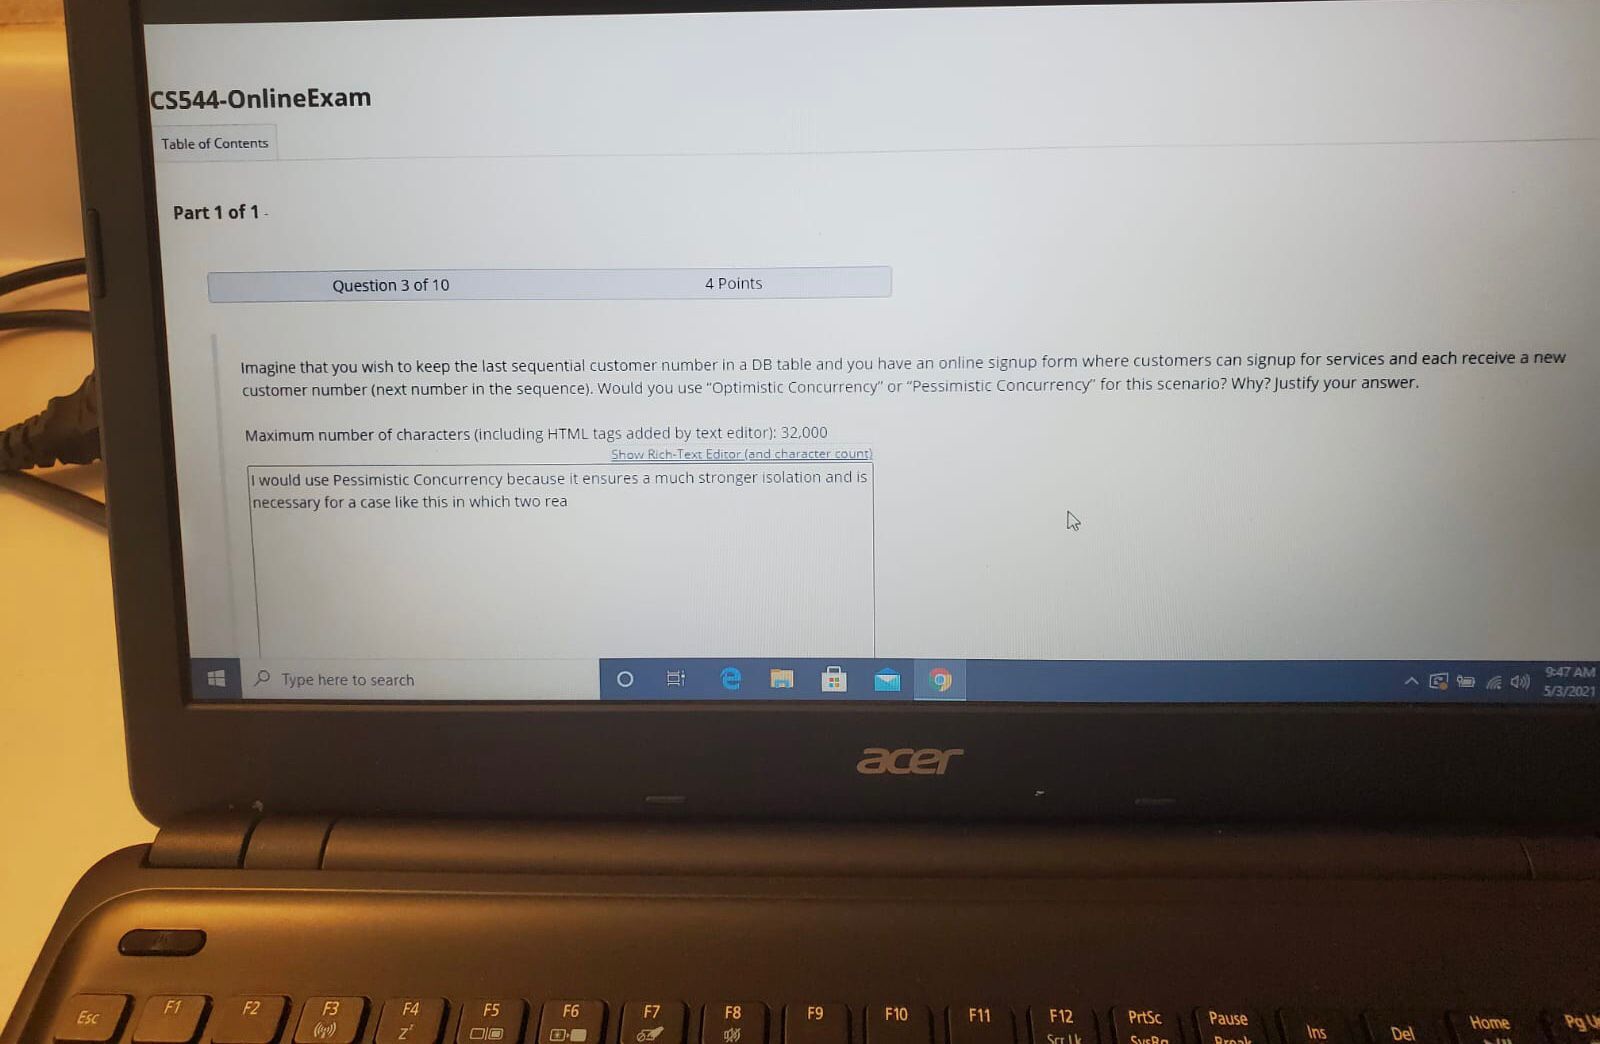 CS544-OnlineExam
Table of Contents
Part 1 of 1 -
Question 3 of 10 4 Points
Imagine that you wish to keep the last sequential customer number in a DB table and you have an online signup form where customers can signup for services and each receive a new
customer number (next number in the sequence). Would you use "Optimistic Concurrency" or "Pessimistic Concurrency" for this scenario? Why? Justify your answer.
Maximum number of characters (including HTML tags added by text editor): 32,000
Show Rich-Text Editor (and character count)
I would use Pessimistic Concurrency because it ensures a much stronger isolation and is
necessary for a case like this in which two rea
Type here to search
9:47 AM
5/3/2021
acer
Esc F1 F2 F3 F4 F5 F6 F7 F8 F9 F10 F11 F12 PrtSc Pause Ins Del Home
Scr Lk SysRq Break